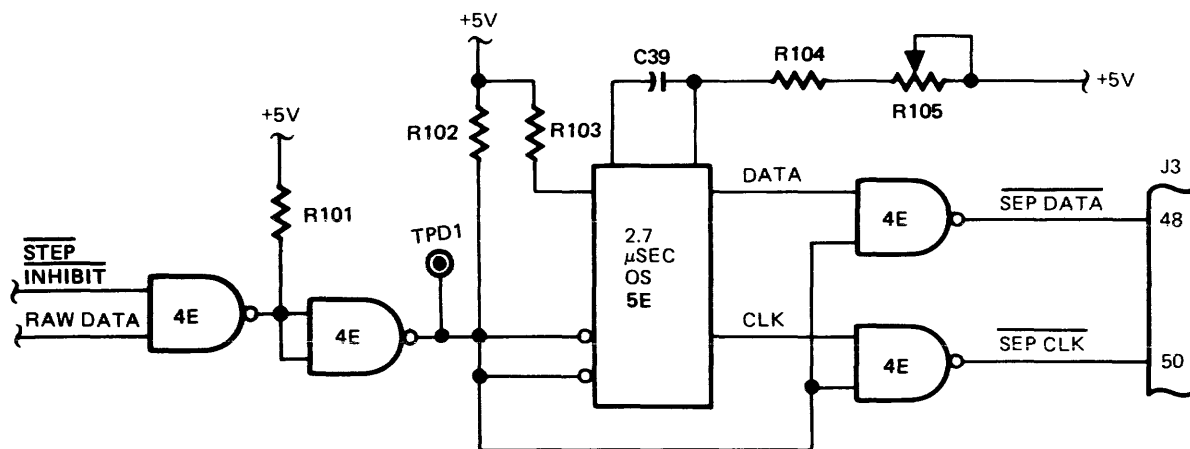 +5V
C39
R104
R105
+5V
+5V
R102
R103
R101
J3
DATA
4E
SEP DATA
48
TPD1
2.7
µSEC
OS
5E
STEP
INHIBIT
RAW DATA
4E
4E
CLK
4E
SEP CLK
50